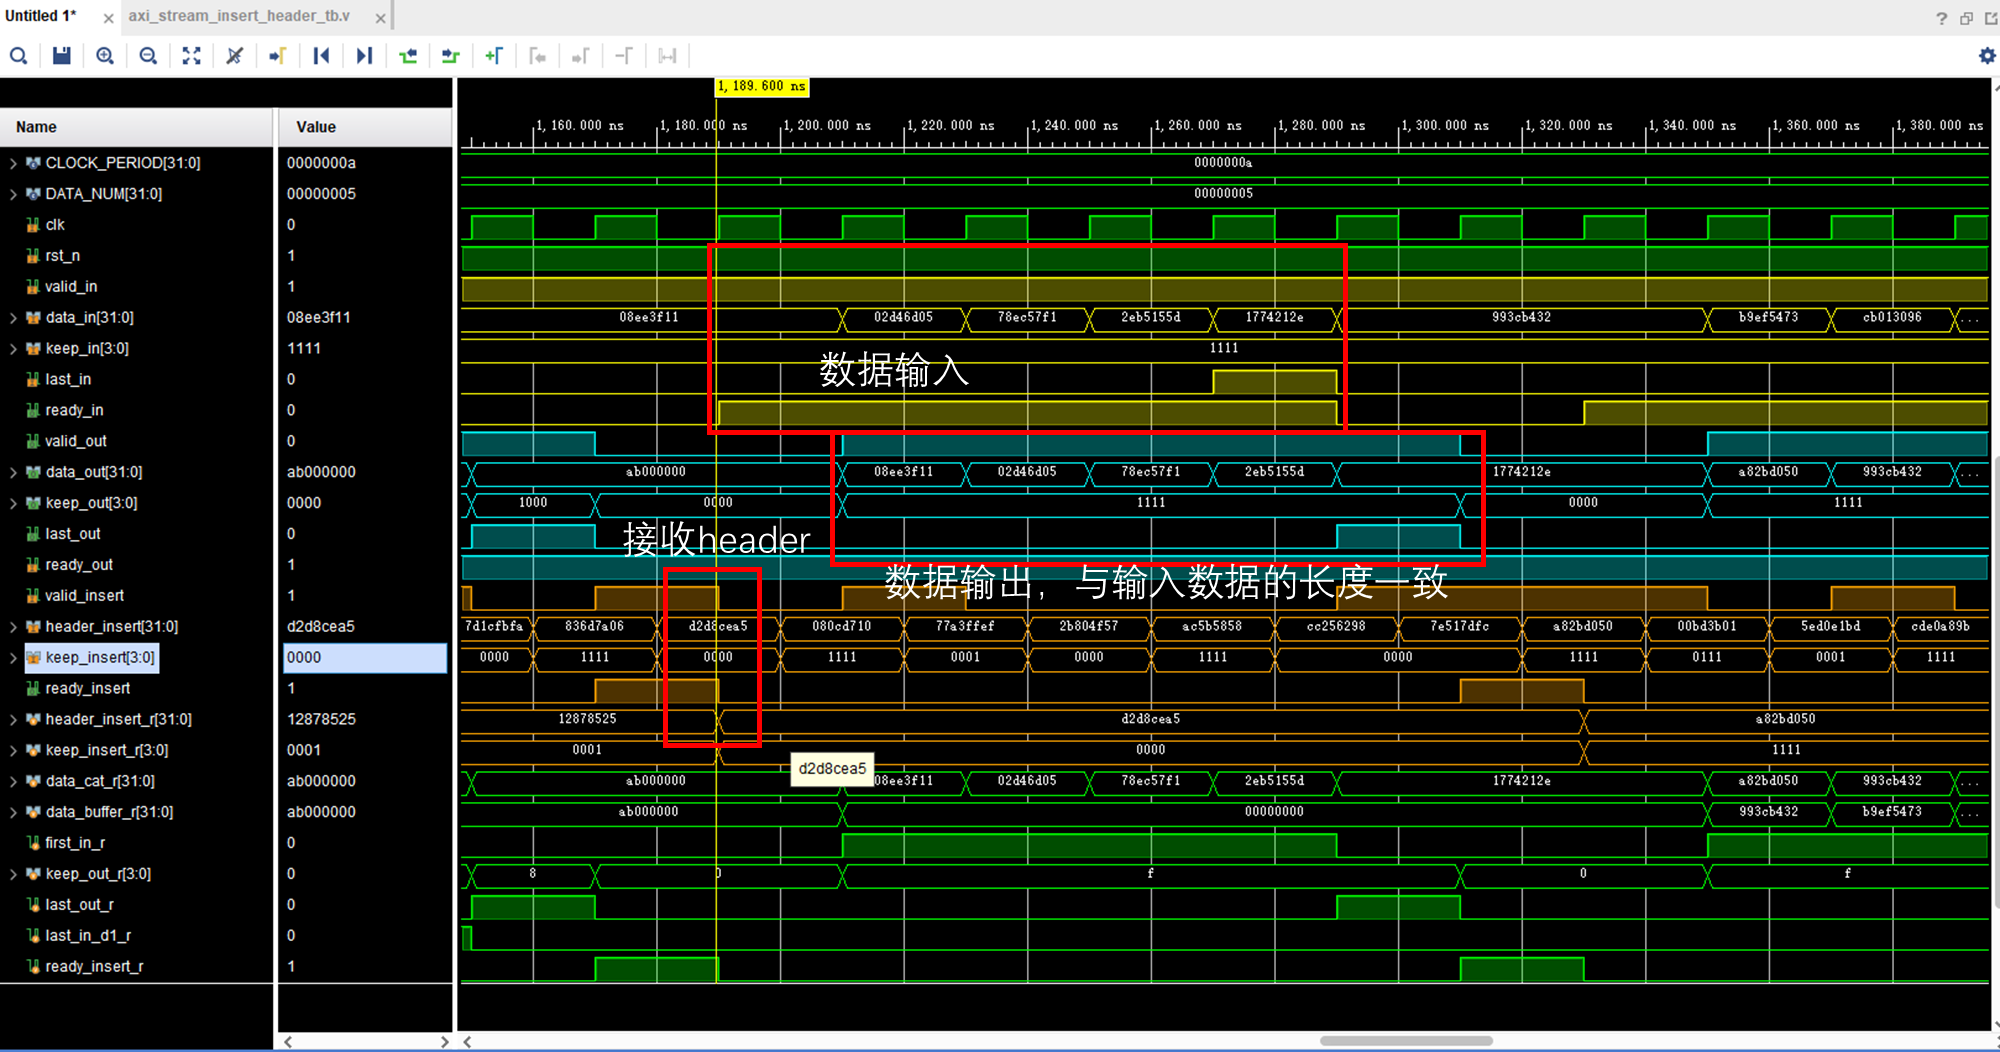 Untitled 1*
axi_stream_insert_header_tb.v
1,189.600 ns
Name Value
1,160.000 ns 1,180.000 ns 1,200.000 ns 1,220.000 ns 1,240.000 ns 1,260.000 ns 1,280.000 ns 1,300.000 ns 1,320.000 ns 1,340.000 ns 1,360.000 ns 1,380.000 ns
CLOCK_PERIOD[31:0] 0000000a 0000000a
DATA_NUM[31:0] 00000005 00000005
clk 0
rst_n 1
valid_in 1
data_in[31:0] 08ee3f11 08ee3f11 02d46d05 78ec57f1 2eb5155d 1774212e 993cb432 b9ef5473 cb013096 ...
keep_in[3:0] 1111 1111
数据输入
last_in 0
ready_in 0
valid_out 0
data_out[31:0] ab000000 ab000000 08ee3f11 02d46d05 78ec57f1 2eb5155d 1774212e a82bd050 993cb432 ...
keep_out[3:0] 0000 1000 0000 1111 0000 1111
last_out 0
接收header
ready_out 1
数据输出，与输入数据的长度一致
valid_insert 1
header_insert[31:0] d2d8cea5 7d1cfbfa 836d7a06 d2d8cea5 080cd710 77a3ffef 2b804f57 ac5b5858 cc256298 7e517dfc a82bd050 00bd3b01 5ed0e1bd cde0a89b
keep_insert[3:0] 0000 0000 1111 0000 1111 0001 0000 1111 0000 1111 0111 0001 1111
ready_insert 1
header_insert_r[31:0] 12878525 12878525 d2d8cea5 a82bd050
keep_insert_r[3:0] 0001 0001 0000 1111
d2d8cea5
data_cat_r[31:0] ab000000 ab000000 08ee3f11 02d46d05 78ec57f1 2eb5155d 1774212e a82bd050 993cb432 ...
data_buffer_r[31:0] ab000000 ab000000 00000000 993cb432 b9ef5473 ...
first_in_r 0
keep_out_r[3:0] 0 8 0 f 0 f
last_out_r 0
last_in_d1_r 0
ready_insert_r 1